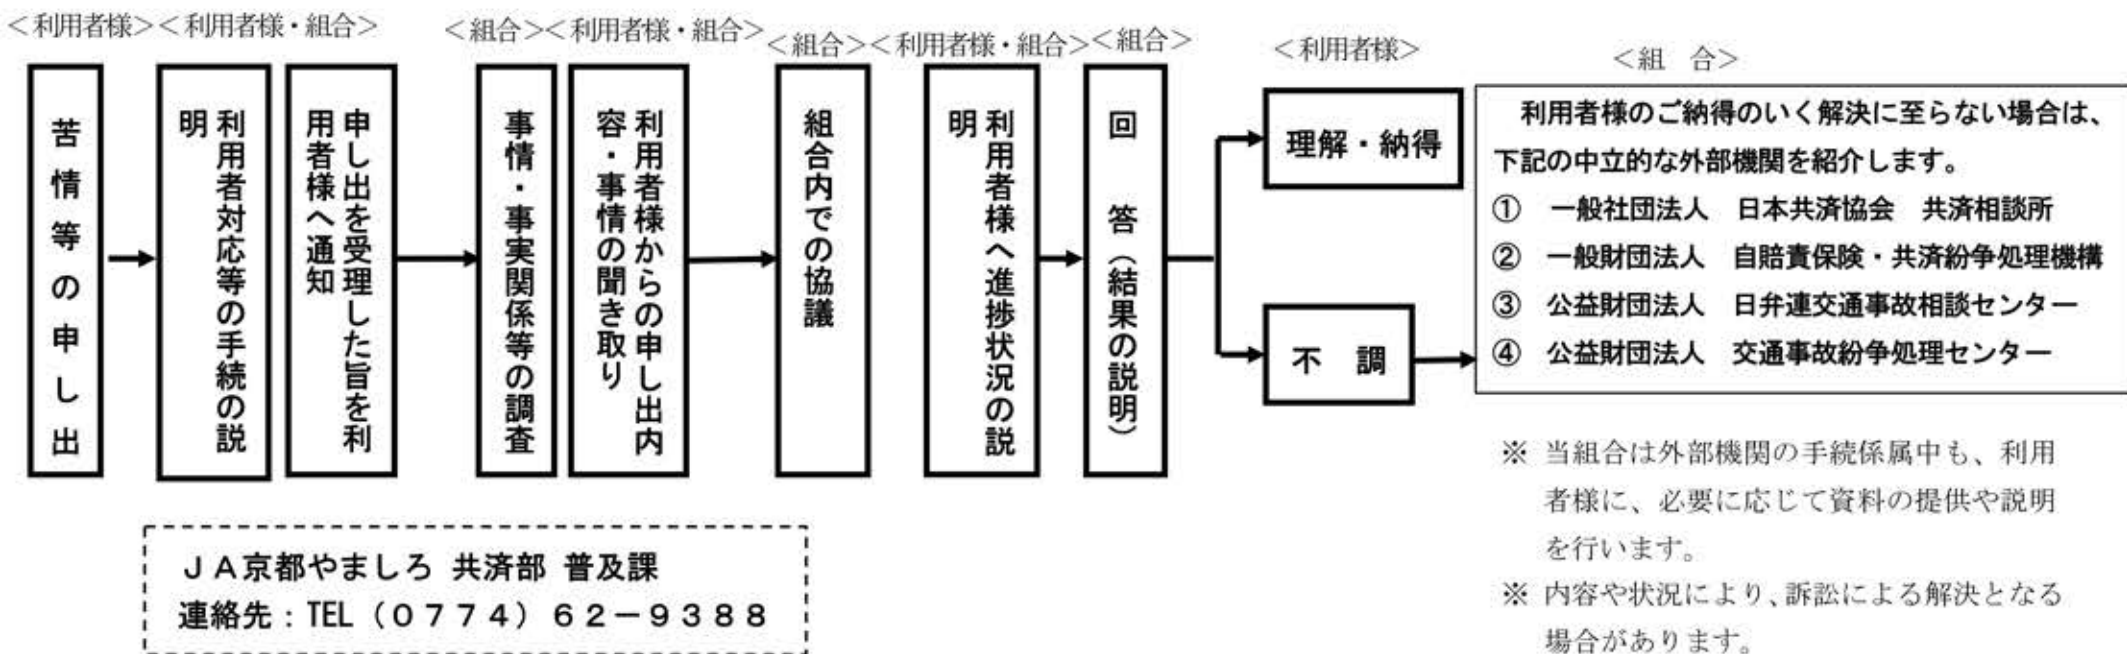 ＜利用者様＞
＜利用者様・組合＞
＜組合＞
＜利用者様・組合＞
＜組合＞
＜利用者様・組合＞
＜組合＞
＜利用者様＞
＜組　合＞
苦情等の申し出
利用者対応等の手続の説
明
申し出を受理した旨を利
用者様へ通知
事情・事実関係等の調査
利用者様からの申し出内
容・事情の聞き取り
組合内での協議
利用者様へ進捗状況の説
明
回　答（結果の説明）
理解・納得
不　調
利用者様のご納得のいく解決に至らない場合は、
下記の中立的な外部機関を紹介します。
①　一般社団法人　日本共済協会　共済相談所
②　一般財団法人　自賠責保険・共済紛争処理機構
③　公益財団法人　日弁連交通事故相談センター
④　公益財団法人　交通事故紛争処理センター
※ 当組合は外部機関の手続係属中も、利用
者様に、必要に応じて資料の提供や説明
を行います。
※ 内容や状況により、訴訟による解決となる
場合があります。
ＪＡ京都やましろ 共済部 普及課
連絡先：TEL（０７７４）６２－９３８８